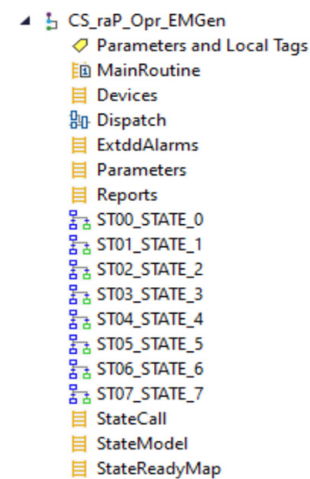 CS_raP_Opr_EMGen
Parameters and Local Tags
MainRoutine
Devices
Dispatch
ExtddAlarms
Parameters
Reports
ST00_STATE_0
ST01_STATE_1
ST02_STATE_2
ST03_STATE_3
ST04_STATE_4
ST05_STATE_5
ST06_STATE_6
ST07_STATE_7
StateCall
StateModel
StateReadyMap